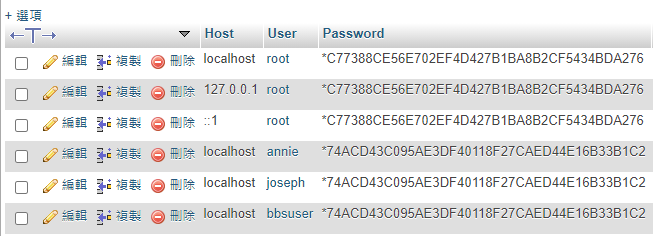 + 選項
←T→ ▼ Host User Password
編輯 複製 刪除 localhost root *C77388CE56E702EF4D427B1BA8B2CF5434BDA276
編輯 複製 刪除 127.0.0.1 root *C77388CE56E702EF4D427B1BA8B2CF5434BDA276
編輯 複製 刪除 ::1 root *C77388CE56E702EF4D427B1BA8B2CF5434BDA276
編輯 複製 刪除 localhost annie *74ACD43C095AE3DF40118F27CAED44E16B33B1C2
編輯 複製 刪除 localhost joseph *74ACD43C095AE3DF40118F27CAED44E16B33B1C2
編輯 複製 刪除 localhost bbsuser *74ACD43C095AE3DF40118F27CAED44E16B33B1C2